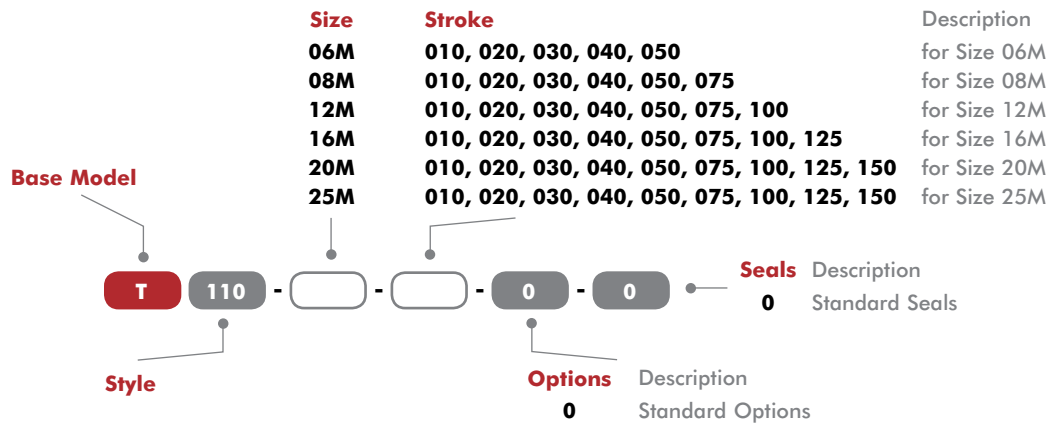 Size Stroke Description
06M 010, 020, 030, 040, 050 for Size 06M
08M 010, 020, 030, 040, 050, 075 for Size 08M
12M 010, 020, 030, 040, 050, 075, 100 for Size 12M
16M 010, 020, 030, 040, 050, 075, 100, 125 for Size 16M
20M 010, 020, 030, 040, 050, 075, 100, 125, 150 for Size 20M
Base Model
25M 010, 020, 030, 040, 050, 075, 100, 125, 150 for Size 25M
T 110 - - - 0 - 0
Seals Description
0 Standard Seals
Style
Options Description
0 Standard Options